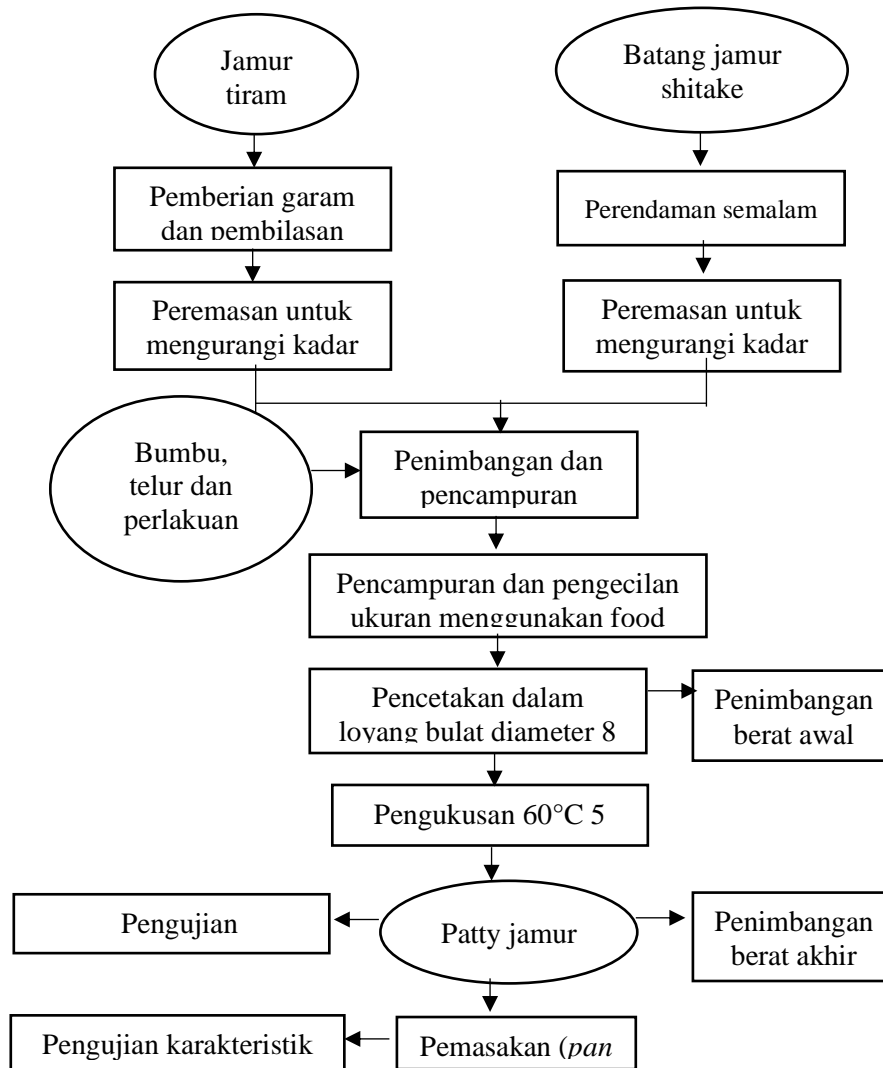 Jamur
tiram
Batang jamur
shitake
Pemberian garam
dan pembilasan
Perendaman semalam
Peremasan untuk
mengurangi kadar
Peremasan untuk
mengurangi kadar
Bumbu,
telur dan
perlakuan
Penimbangan dan
pencampuran
Pencampuran dan pengecilan
ukuran menggunakan food
Pencetakan dalam
loyang bulat diameter 8
Penimbangan
berat awal
Pengukusan 60°C 5
Pengujian
Patty jamur
Penimbangan
berat akhir
Pengujian karakteristik
Pemasakan (pan